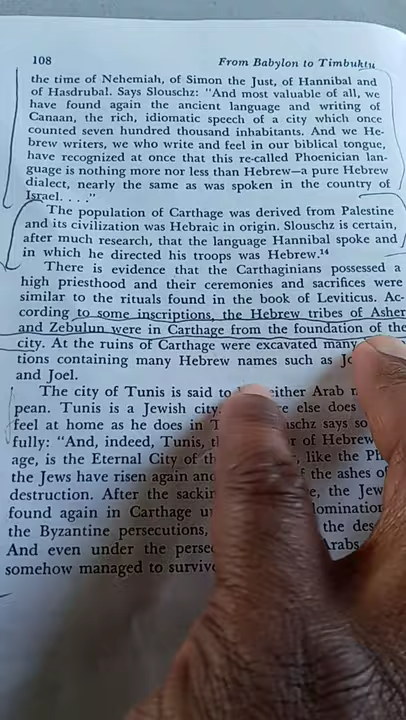 108 From Babylon to Timbuktu
the time of Nehemiah, of Simon the Just, of Hannibal and
of Hasdrubal. Says Slouschz: "And most valuable of all, we
have found again the ancient language and writing of
Canaan, the rich, idiomatic speech of a city which once
counted seven hundred thousand inhabitants. And we He-
brew writers, we who write and feel in our biblical tongue,
have recognized at once that this re-called Phoenician lan-
guage is nothing more nor less than Hebrew—a pure Hebrew
dialect, nearly the same as was spoken in the country of
Israel. . . ."
The population of Carthage was derived from Palestine
and its civilization was Hebraic in origin. Slouschz is certain,
after much research, that the language Hannibal spoke and
in which he directed his troops was Hebrew.14
There is evidence that the Carthaginians possessed a
high priesthood and their ceremonies and sacrifices were
similar to the rituals found in the book of Leviticus. Ac-
cording to some inscriptions, the Hebrew tribes of Asher
and Zebulun were in Carthage from the foundation of the
city. At the ruins of Carthage were excavated many
tions containing many Hebrew names such as
and Joel.
The city of Tunis is said to either Arab
pean. Tunis is a Jewish city. else does
feel at home as he does in says so
fully: "And, indeed, Tunis, of Hebrew
age, is the Eternal City of like the
the Jews have risen again the ashes of
destruction. After the the Jew
found again in Carthage
the Byzantine persecutions, the
And even under the Arabs
somehow managed to